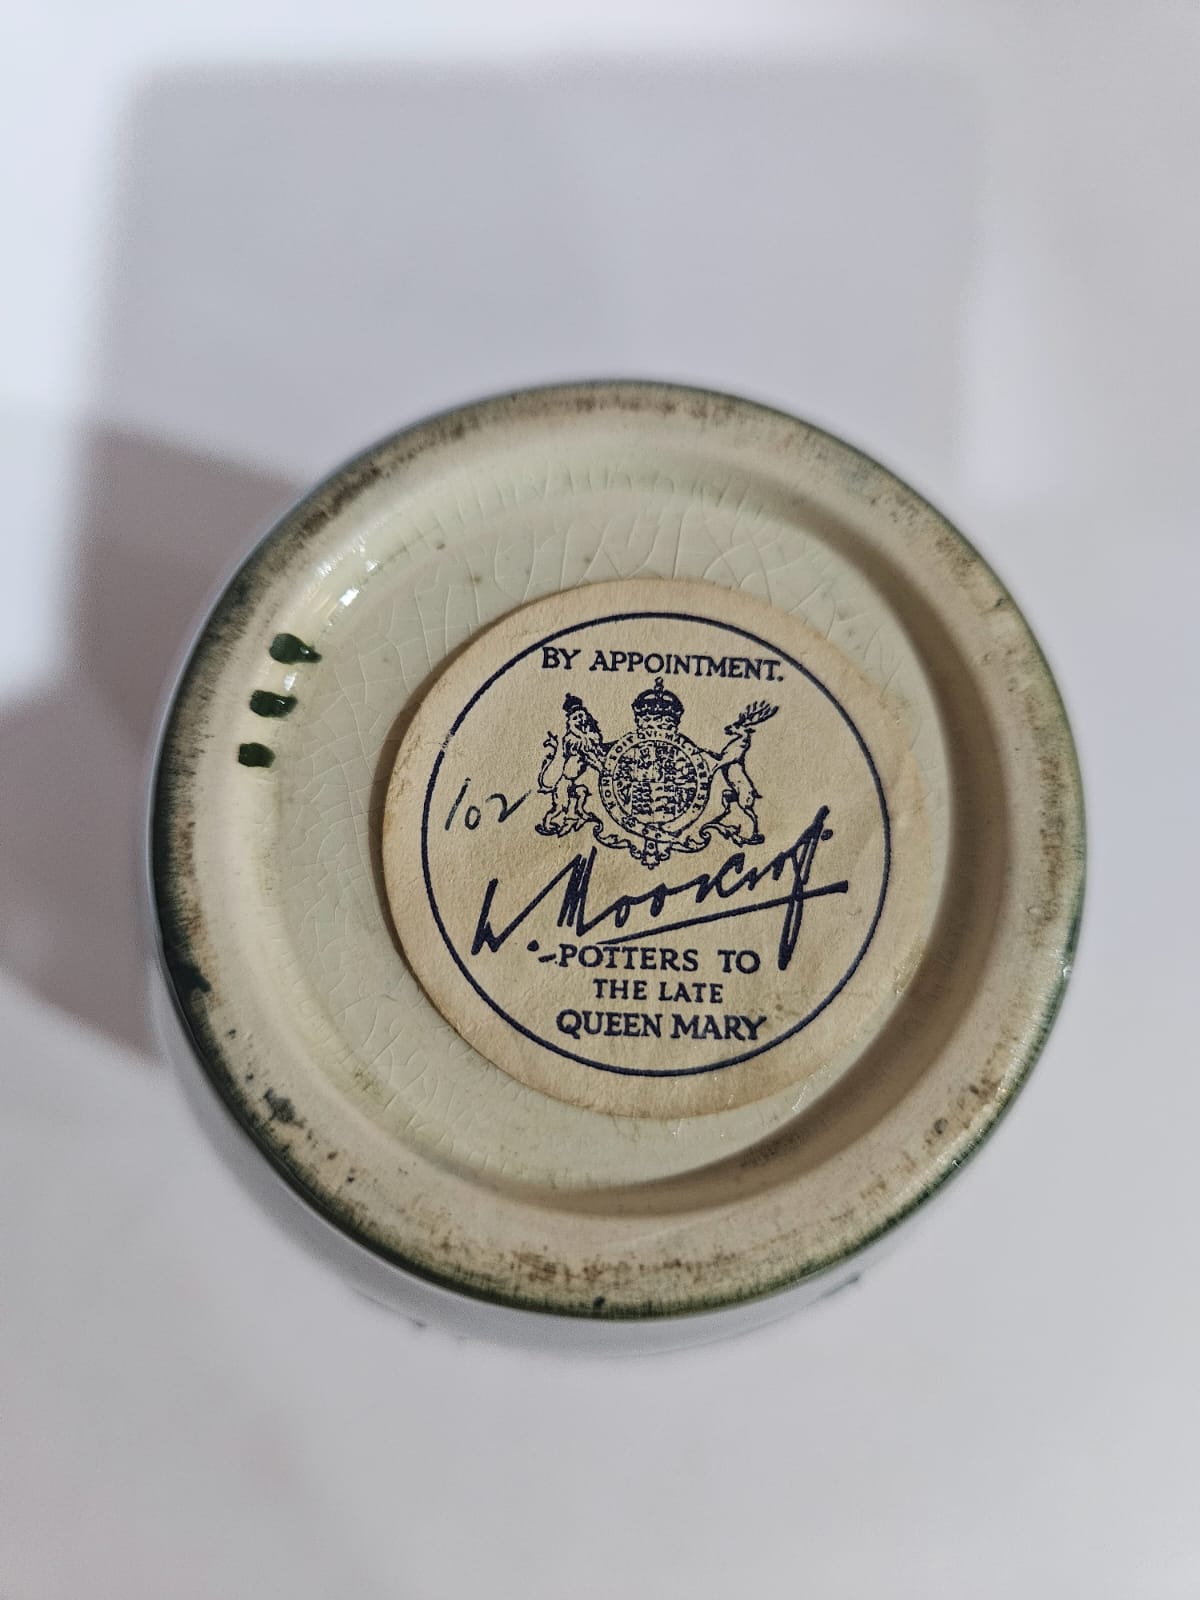 BY APPOINTMENT.
102
W. Moorcroft
POTTERS TO
THE LATE
QUEEN MARY